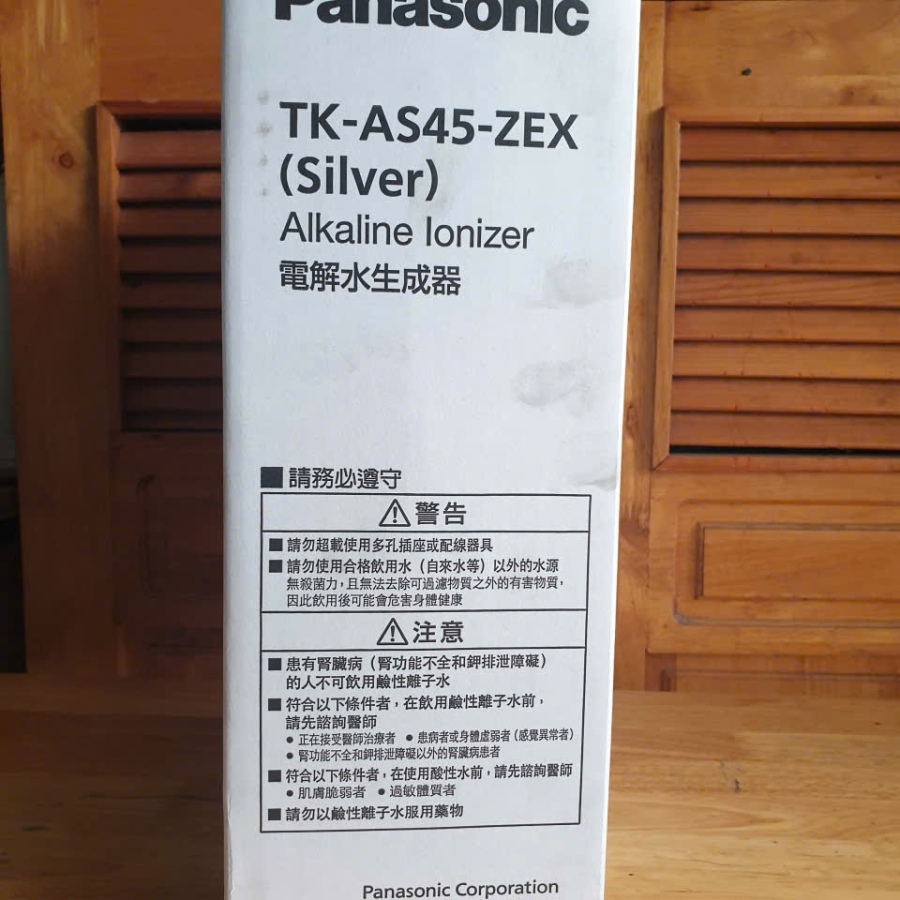 Panasonic
TK-AS45-ZEX
(Silver)
Alkaline Ionizer
電解水生成器
■ 請務必遵守
⚠ 警告
■ 請勿超載使用多孔插座或配線器具
■ 請勿使用合格飲用水（自來水等）以外的水源
無殺菌力，且無法去除可過濾物質之外的有害物質，
因此飲用後可能會危害身體健康
⚠ 注意
■ 患有腎臟病（腎功能不全和鉀排泄障礙）
的人不可飲用鹼性離子水
■ 符合以下條件者，在飲用鹼性離子水前，
請先諮詢醫師
● 正在接受醫師治療者 ● 患病者或身體虛弱者（感覺異常者）
● 腎功能不全和鉀排泄障礙以外的腎臟病患者
■ 符合以下條件者，在使用酸性水前，請先諮詢醫師
● 肌膚脆弱者 ● 過敏體質者
■ 請勿以鹼性離子水服用藥物
Panasonic Corporation